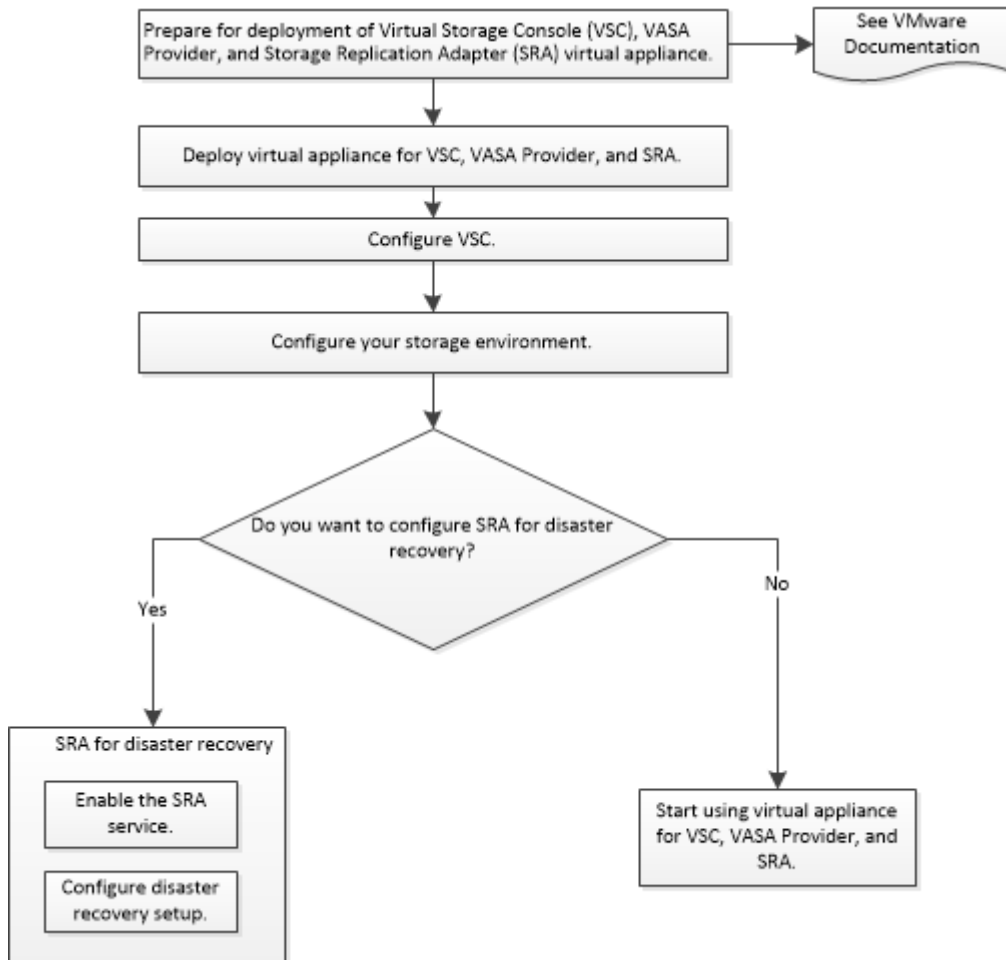 Prepare for deployment of Virtual Storage Console (VSC), VASA
Provider, and Storage Replication Adapter (SRA) virtual appliance.
See VMware
Documentation
Deploy virtual appliance for VSC, VASA Provider, and SRA.
Configure VSC.
Configure your storage environment.
Do you want to configure SRA for disaster
recovery?
Yes
No
SRA for disaster recovery
Enable the SRA
service.
Configure disaster
recovery setup.
Start using virtual appliance
for VSC, VASA Provider, and
SRA.